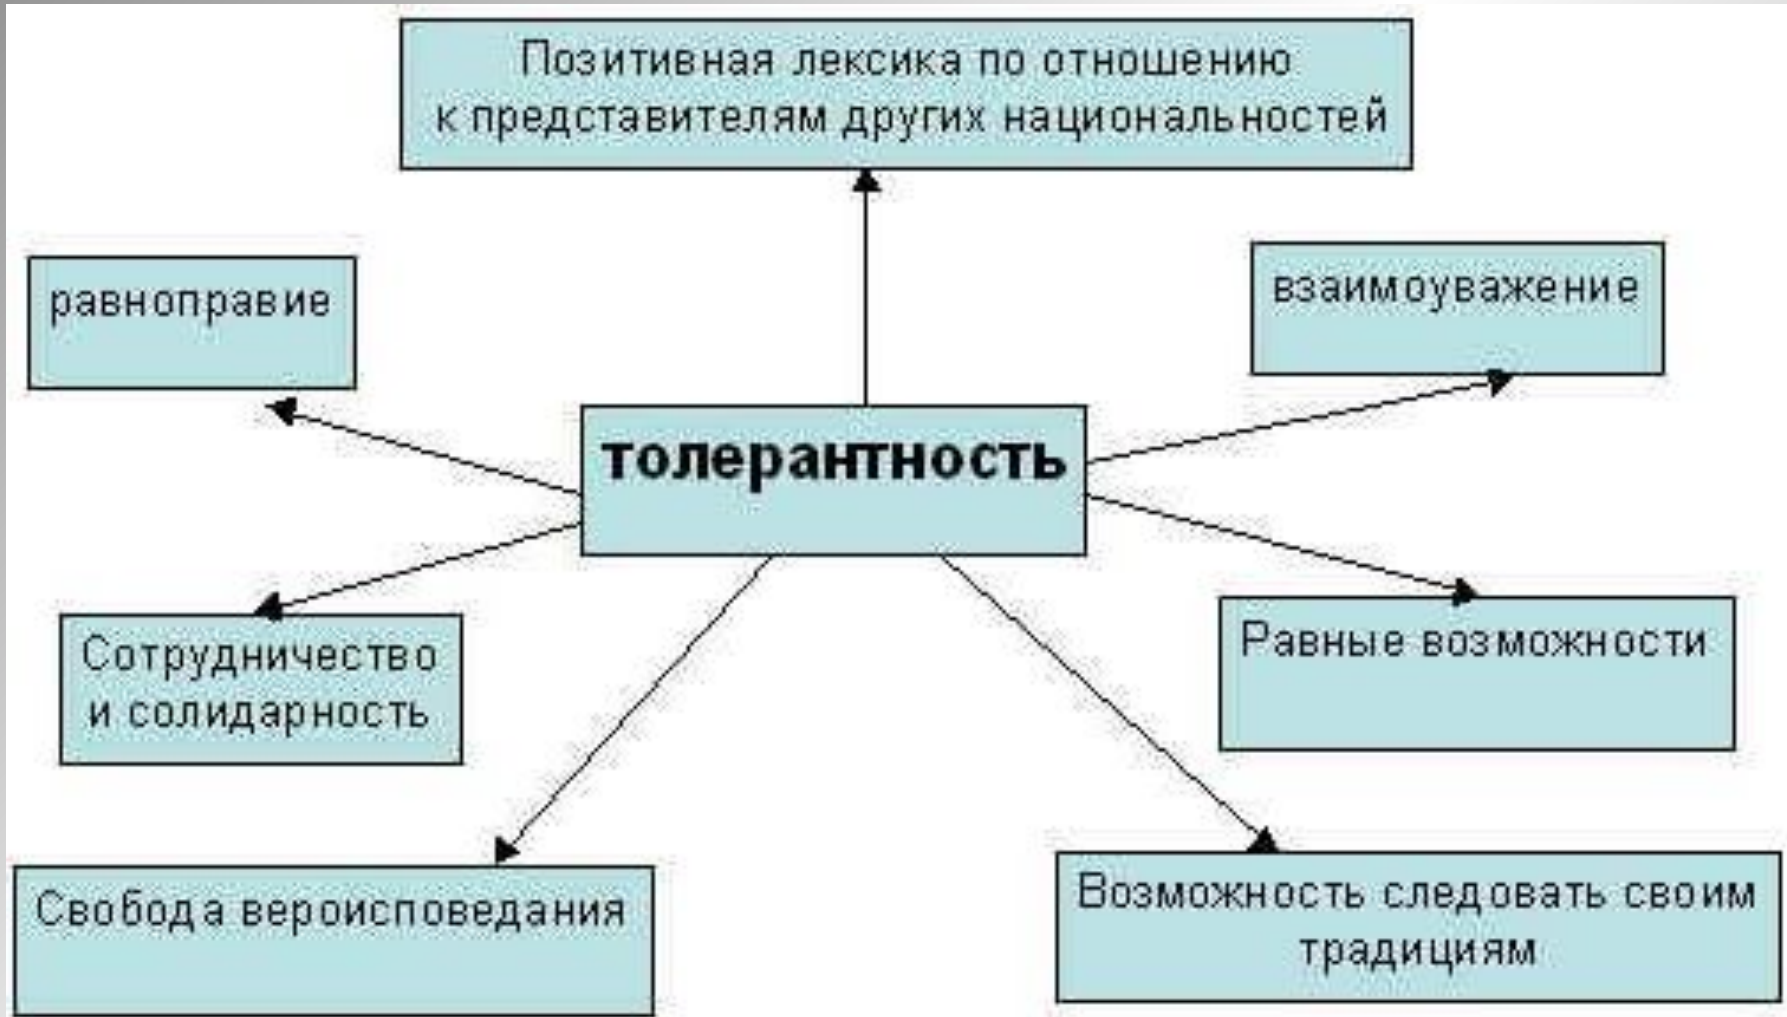 Позитивная лексика по отношению
к представителям других национальностей
равноправие
взаимоуважение
толерантность
Сотрудничество
и солидарность
Равные возможности
Свобода вероисповедания
Возможность следовать своим
традициям